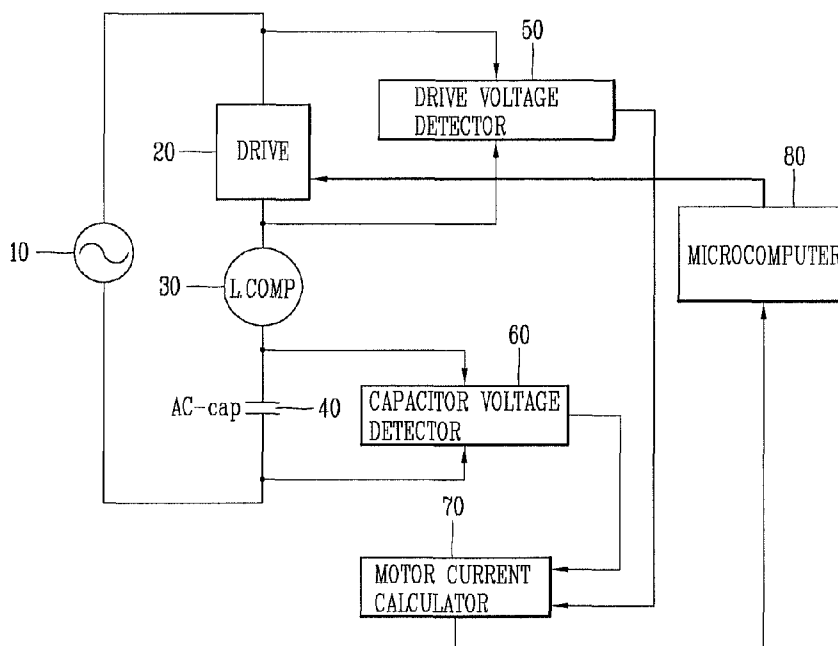 50
DRIVE VOLTAGE
DETECTOR
20
DRIVE
80
MICROCOMPUTER
10
30
L.COMP
60
AC-cap
40
CAPACITOR VOLTAGE
DETECTOR
70
MOTOR CURRENT
CALCULATOR